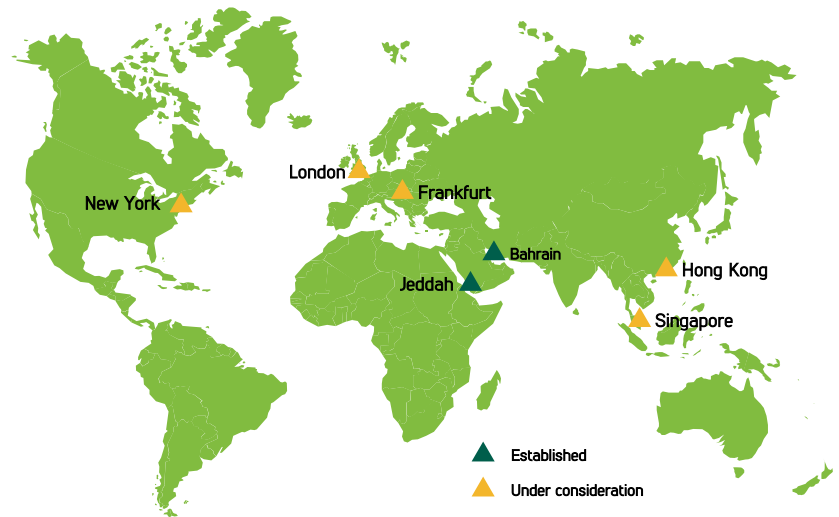 London
Frankfurt
New York
Bahrain
Hong Kong
Jeddah
Singapore
Established
Under consideration